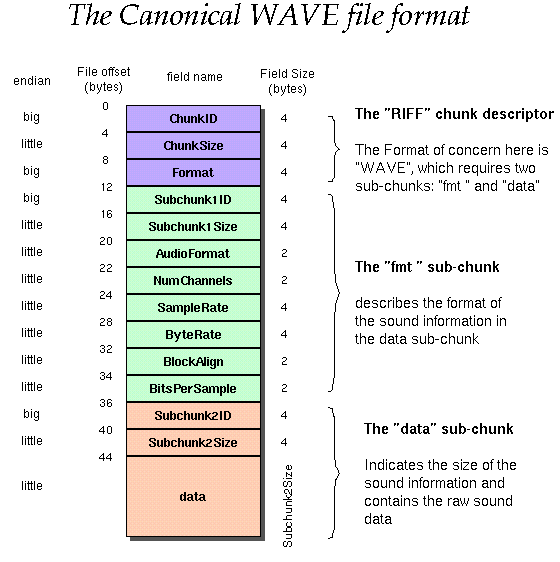 The Canonical WAVE file format
endian
File offset
(bytes)
field name
Field Size
(bytes)
0
big ChunkID 4
4
little ChunkSize 4
8
big Format 4
12
big Subchunk1ID 4
16
little Subchunk1Size 4
20
little AudioFormat 2
22
little NumChannels 2
24
little SampleRate 4
28
little ByteRate 4
32
little BlockAlign 2
34
little BitsPerSample 2
36
big Subchunk2ID 4
40
little Subchunk2Size 4
44
little data Subchunk2Size
The "RIFF" chunk descriptor
The Format of concern here is
"WAVE", which requires two
sub-chunks: "fmt " and "data"
The "fmt " sub-chunk
describes the format of
the sound information in
the data sub-chunk
The "data" sub-chunk
Indicates the size of the
sound information and
contains the raw sound
data